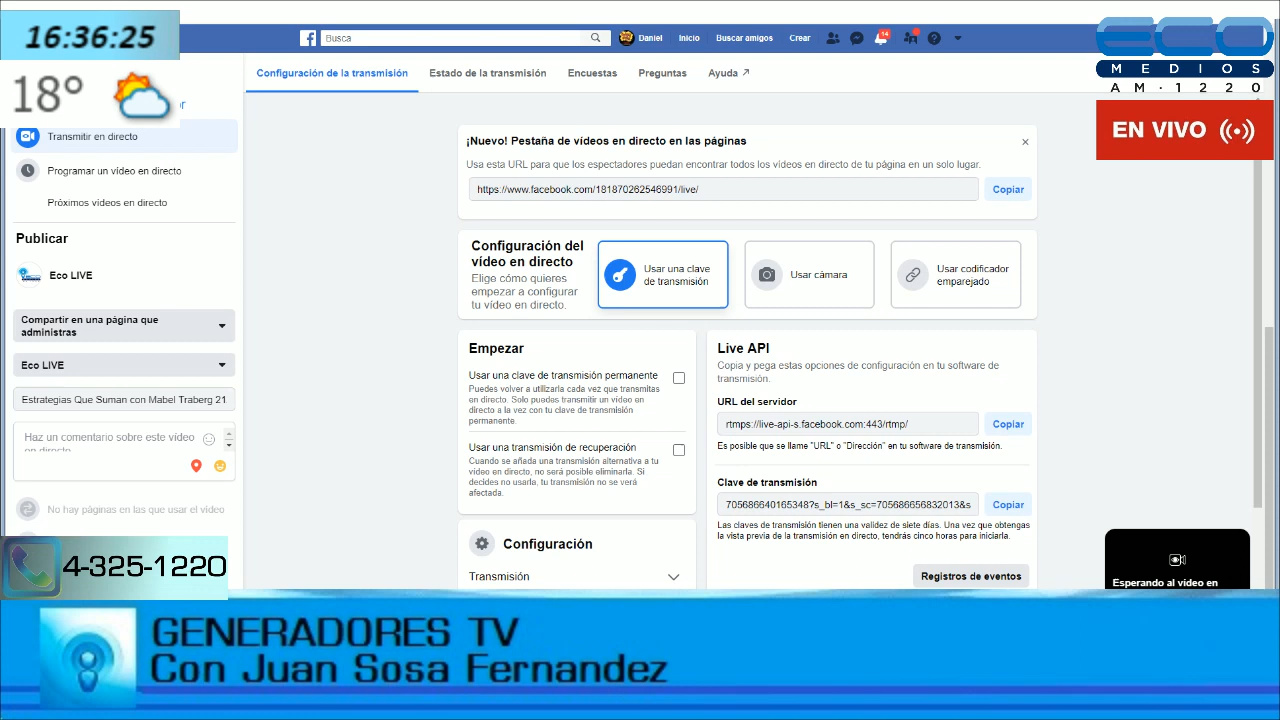 16:36:25
18°
or
Busca
Daniel
Inicio
Buscar amigos
Crear
14
ECO
MEDIOS
AM·1220
EN VIVO
Configuración de la transmisión
Estado de la transmisión
Encuestas
Preguntas
Ayuda
Transmitir en directo
Programar un vídeo en directo
Próximos vídeos en directo
Publicar
Eco LIVE
Compartir en una página que
administras
Eco LIVE
Estrategias Que Suman con Mabel Traberg 21
Haz un comentario sobre este vídeo
en directo
No hay páginas en las que usar el vídeo
4-325-1220
¡Nuevo! Pestaña de vídeos en directo en las páginas
Usa esta URL para que los espectadores puedan encontrar todos los vídeos en directo de tu página en un solo lugar.
https://www.facebook.com/181870262546991/live/
Copiar
Configuración del
vídeo en directo
Elige cómo quieres
empezar a configurar
tu vídeo en directo.
Usar una clave
de transmisión
Usar cámara
Usar codificador
emparejado
Empezar
Usar una clave de transmisión permanente
Puedes volver a utilizarla cada vez que transmitas
en directo. Solo puedes transmitir un vídeo en
directo a la vez con tu clave de transmisión
permanente.
Usar una transmisión de recuperación
Cuando se añada una transmisión alternativa a tu
vídeo en directo, no será posible eliminarla. Si
decides no usarla, tu transmisión no se verá
afectada.
Configuración
Transmisión
Live API
Copia y pega estas opciones de configuración en tu software de
transmisión.
URL del servidor
rtmps://live-api-s.facebook.com:443/rtmp/
Copiar
Es posible que se llame "URL" o "Dirección" en tu software de transmisión.
Clave de transmisión
705686640165348?s_bl=1&s_sc=705686656832013&s
Copiar
Las claves de transmisión tienen una validez de siete días. Una vez que obtengas
la vista previa de la transmisión en directo, tendrás cinco horas para iniciarla.
Registros de eventos
Esperando al vídeo en
GENERADORES TV
Con Juan Sosa Fernandez